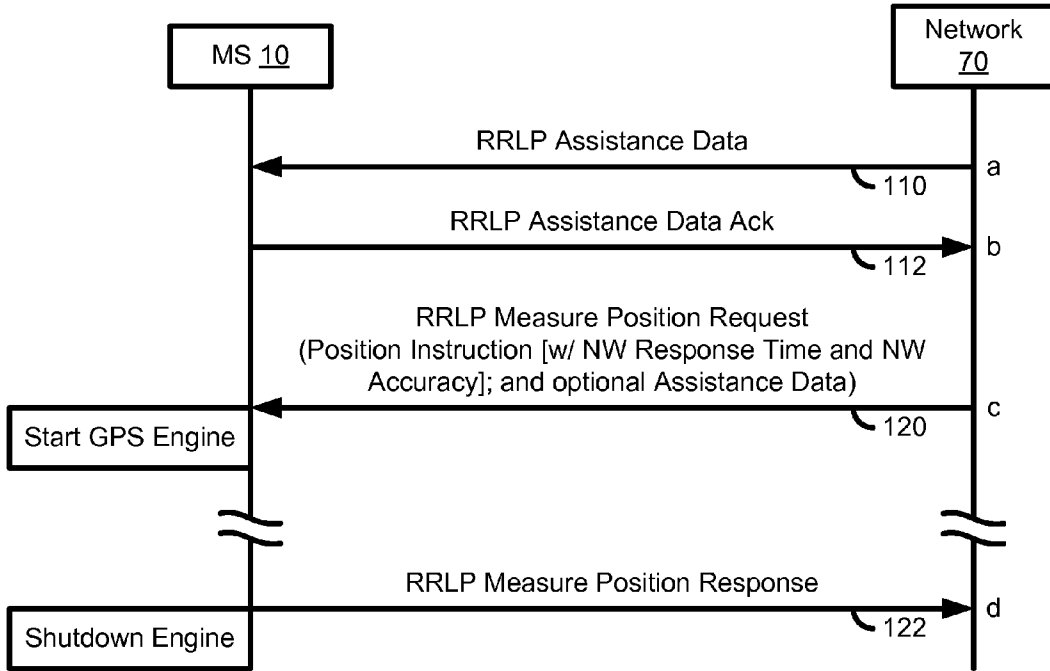 MS 10
Network
70
RRLP Assistance Data
a
110
RRLP Assistance Data Ack
b
112
RRLP Measure Position Request
(Position Instruction [w/ NW Response Time and NW
Accuracy]; and optional Assistance Data)
c
120
Start GPS Engine
RRLP Measure Position Response
d
122
Shutdown Engine